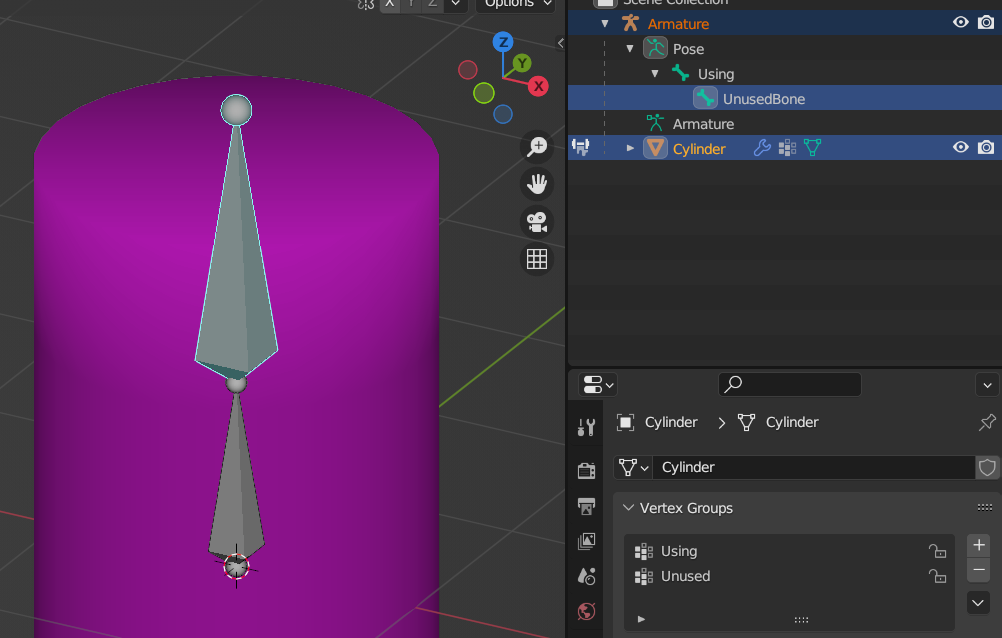 X Y Z Options Scene Collection
Armature
Z
Pose
Y
Using
X
UnusedBone
Armature
Cylinder
Cylinder > Cylinder
Cylinder
Vertex Groups
Using
Unused